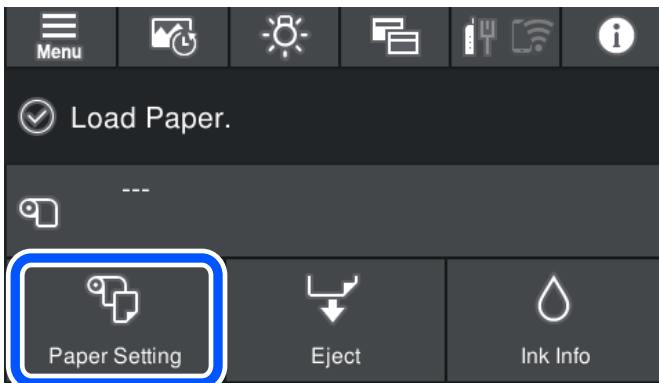 Menu
Load Paper.
---
Paper Setting
Eject
Ink Info